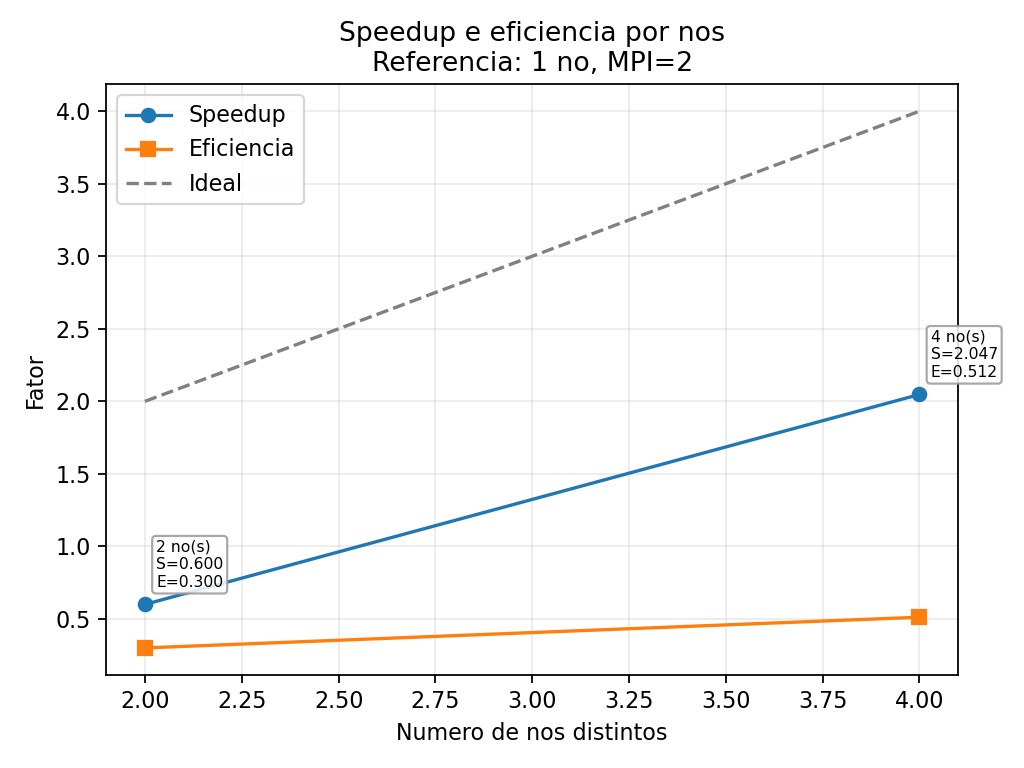 Speedup e eficiencia por nos
Referencia: 1 no, MPI=2
Speedup
Eficiencia
Ideal
4.0
3.5
3.0
2.5
2.0
1.5
1.0
0.5
Fator
4 no(s)
S=2.047
E=0.512
2 no(s)
S=0.600
E=0.300
2.00 2.25 2.50 2.75 3.00 3.25 3.50 3.75 4.00
Numero de nos distintos